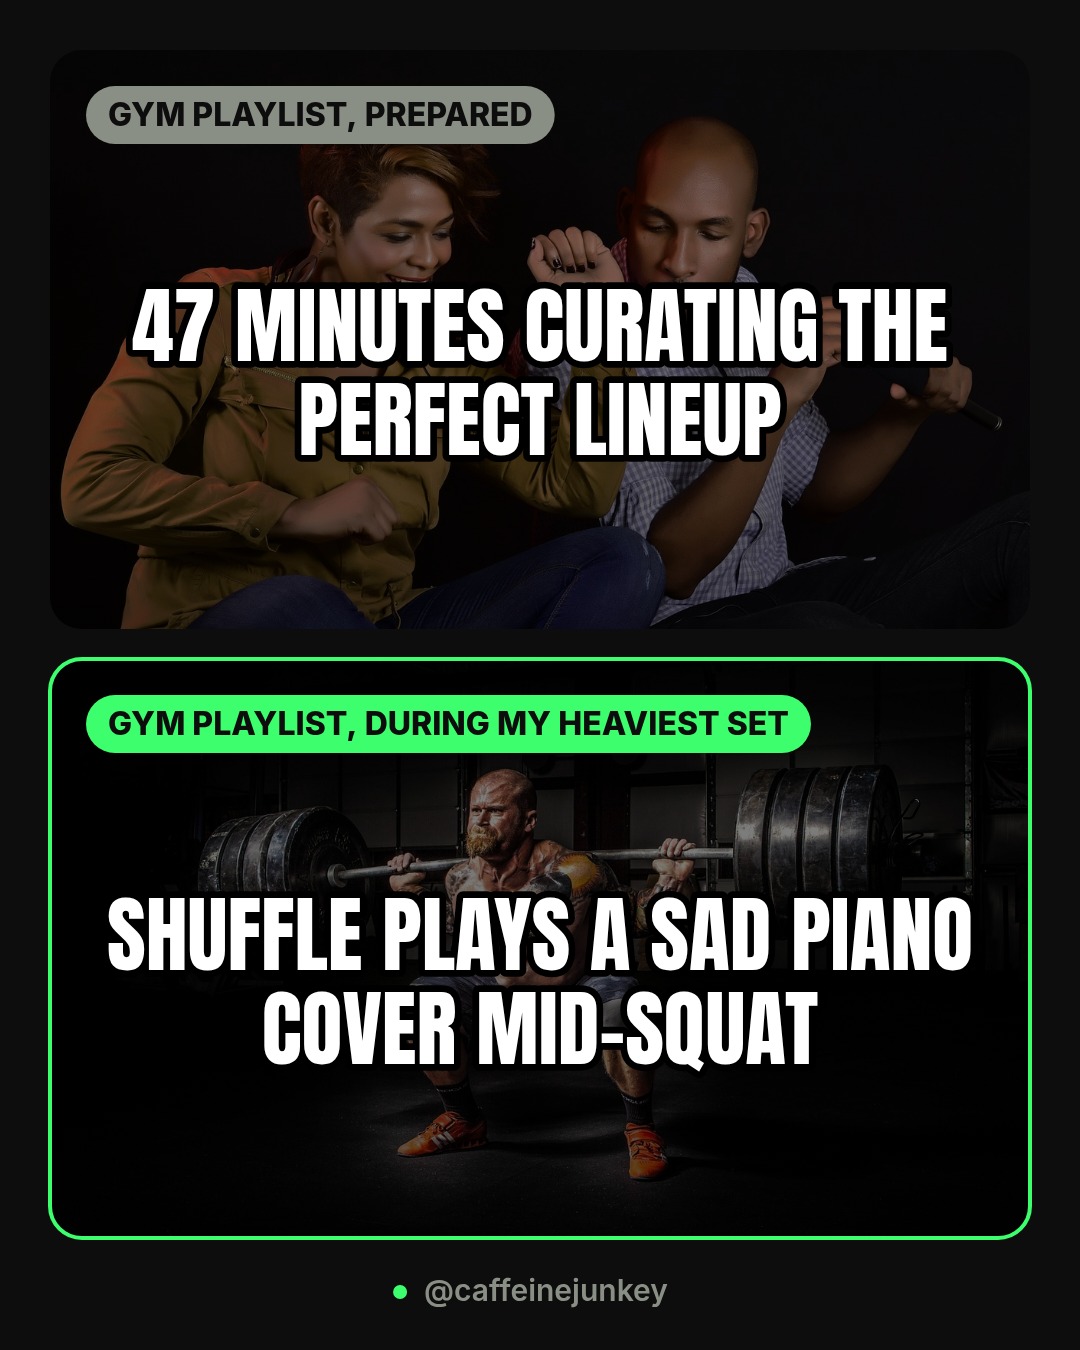 GYM PLAYLIST, PREPARED
47 MINUTES CURATING THE
PERFECT LINEUP
GYM PLAYLIST, DURING MY HEAVIEST SET
SHUFFLE PLAYS A SAD PIANO
COVER MID-SQUAT
@caffeinejunkey